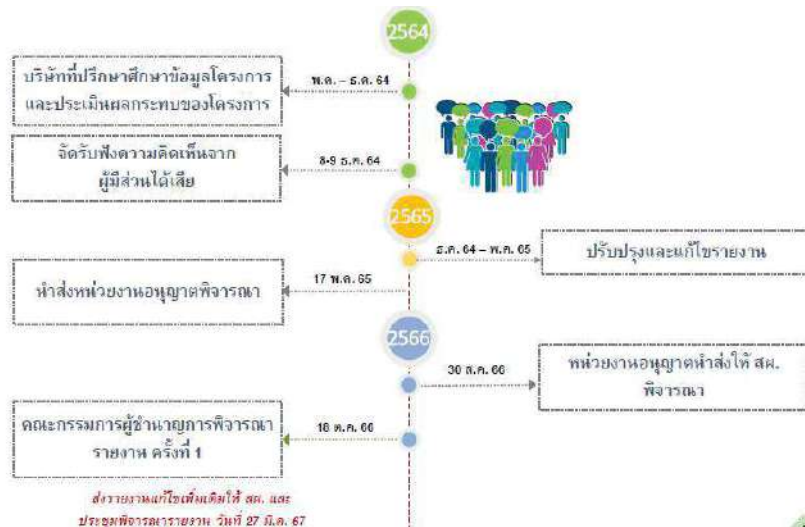 2564
บริษัทที่ปรึกษาศึกษาข้อมูลโครงการ
และประเมินผลกระทบของโครงการ
พ.ค. – ธ.ค. 64
จัดรับฟังความคิดเห็นจาก
ผู้มีส่วนได้เสีย
8-9 ธ.ค. 64
2565
ธ.ค. 64 – พ.ค. 65
ปรับปรุงและแก้ไขรายงาน
นำส่งหน่วยงานอนุญาตพิจารณา
17 พ.ค. 65
2566
30 ส.ค. 66
หน่วยงานอนุญาตนำส่งให้ สผ.
พิจารณา
คณะกรรมการผู้ชำนาญการพิจารณา
รายงาน ครั้งที่ 1
18 ต.ค. 66
ส่งรายงานแก้ไขเพิ่มเติมให้ สผ. และ
ประชุมพิจารณารายงาน วันที่ 27 มี.ค. 67